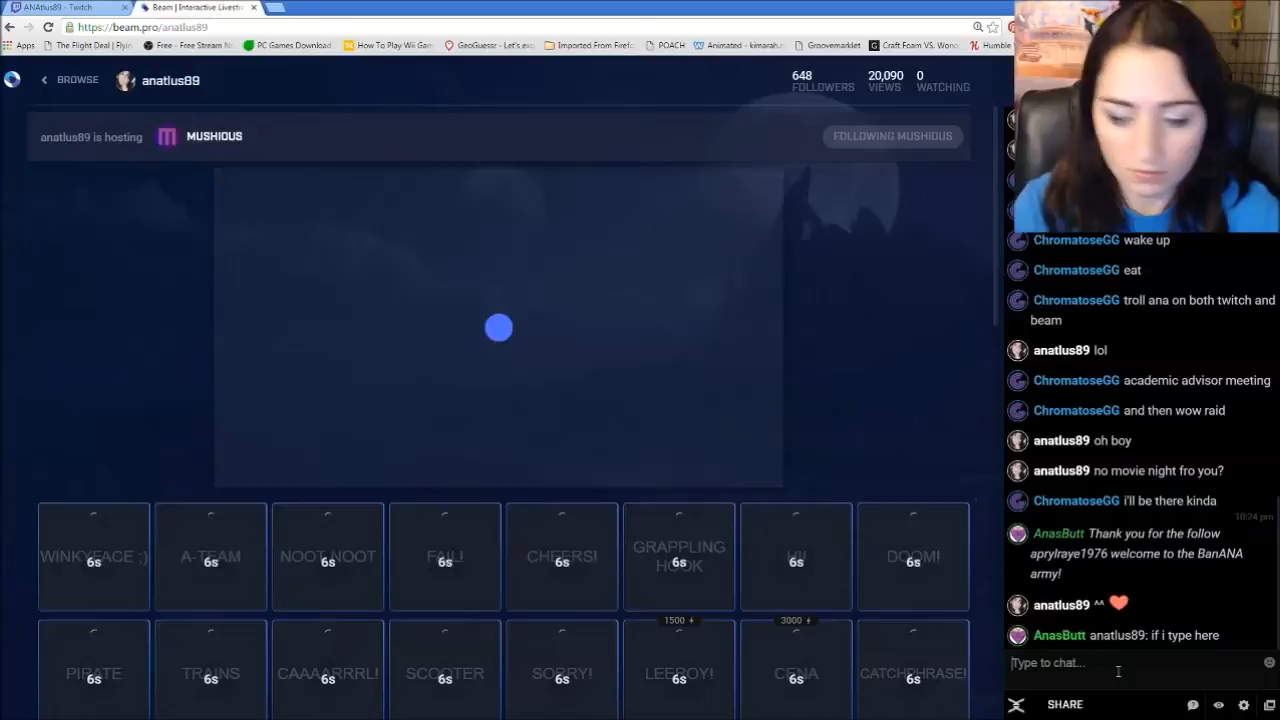 ANAtlus89 - Twitch
Beam | Interactive Livestre
https://beam.pro/anatlus89
Apps
The Flight Deal | Flyin
Free - Free Stream N
PC Games Download
How To Play Wii Gam
GeoGuessr - Let's exp
Imported From Firefo
POACH
Animated - kimarah.
Groovemarklet
Craft Foam VS. Wond
Humble
BROWSE
anatlus89
648
FOLLOWERS
20,090
VIEWS
0
WATCHING
anatlus89 is hosting
MUSHIOUS
FOLLOWING MUSHIOUS
WINKYFACE ;)
6s
A-TEAM
6s
NOOT NOOT
6s
FAIL!
6s
CHEERS!
6s
GRAPPLING
HOOK
6s
6s
DOOM!
6s
PIRATE
6s
TRAINS
6s
CAAAARRRL!
6s
SCOOTER
6s
SORRY!
6s
1500
LEEROY!
6s
3000
CENA
6s
CATCHPHRASE!
6s
ChromatoseGG wake up
ChromatoseGG eat
ChromatoseGG troll ana on both twitch and
beam
anatlus89 lol
ChromatoseGG academic advisor meeting
ChromatoseGG and then wow raid
anatlus89 oh boy
anatlus89 no movie night fro you?
ChromatoseGG i'll be there kinda
10:24 pm
AnasButt Thank you for the follow
aprylraye1976 welcome to the BanANA
army!
anatlus89 ^^ ❤
AnasButt anatlus89: if i type here
Type to chat...
SHARE